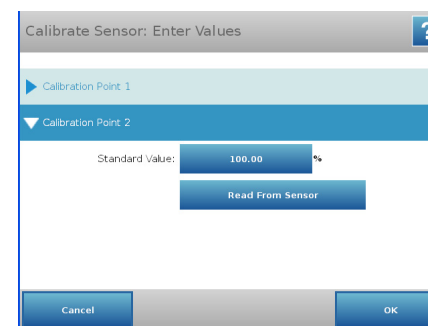 Calibrate Sensor: Enter Values
?
Calibration Point 1
Calibration Point 2
Standard Value: 100.00 %
Read From Sensor
Cancel OK